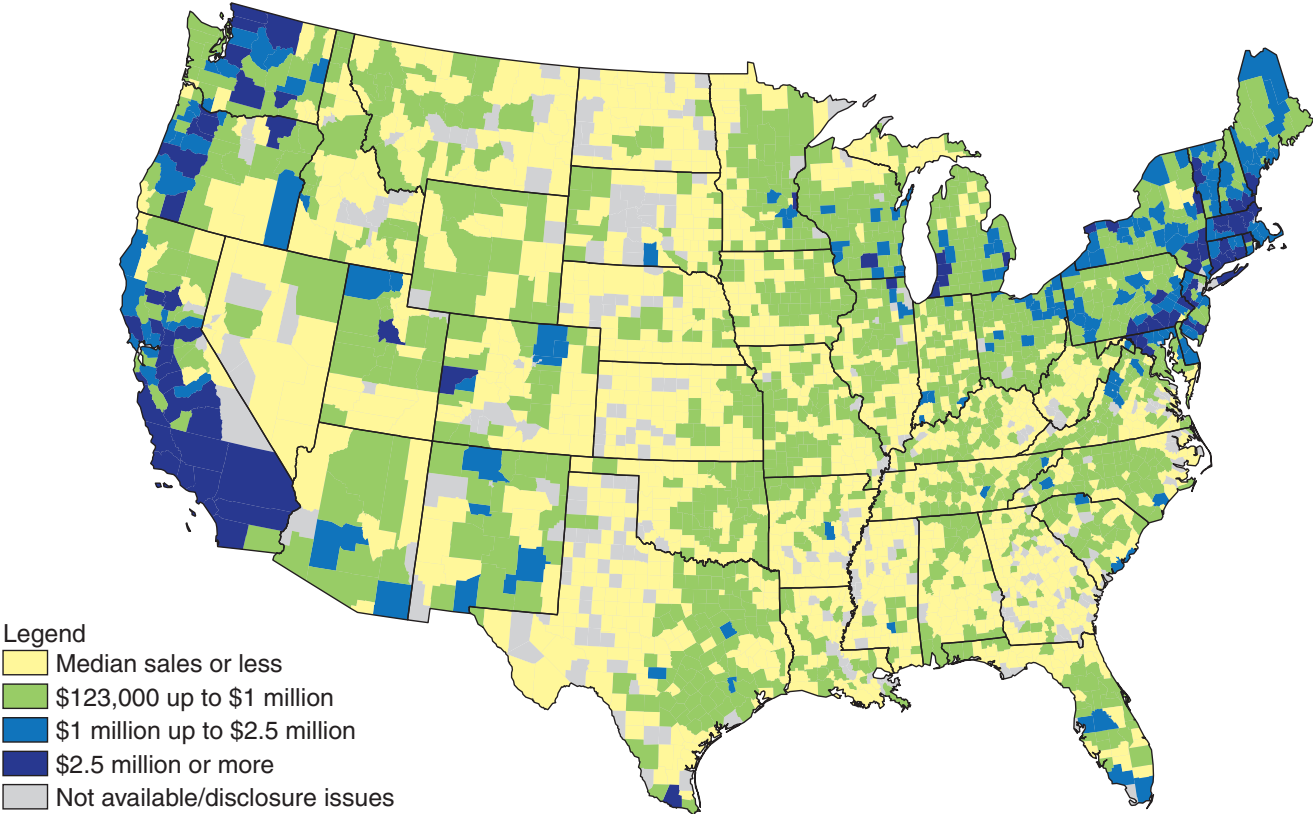 Legend
Median sales or less
$123,000 up to $1 million
$1 million up to $2.5 million
$2.5 million or more
Not available/disclosure issues